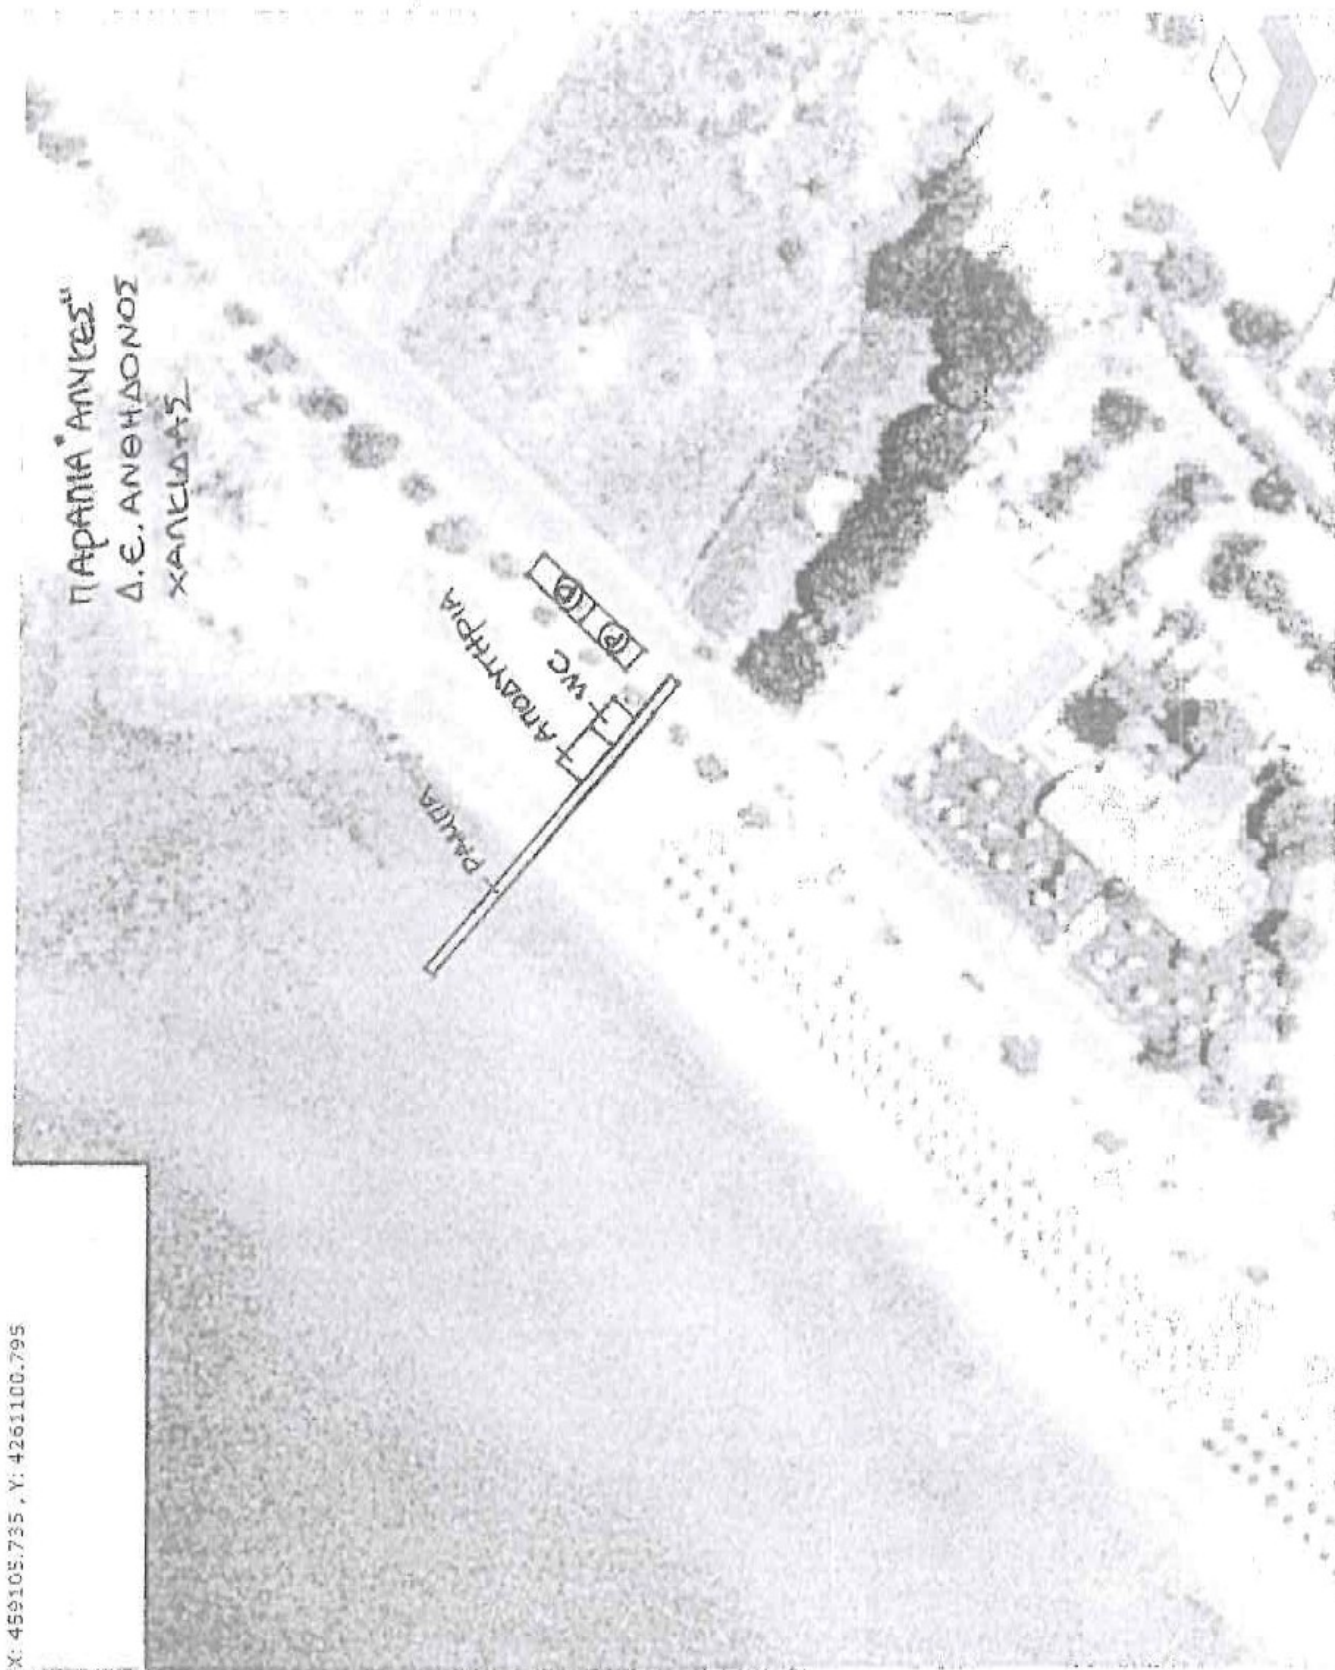 ΠΑΡΑΛΙΑ "ΑΛΥΚΕΣ"
Δ.Ε. ΑΝΘΗΔΟΝΟΣ
ΧΑΛΚΙΔΑΣ
ΡΑΜΠΑ
ΑΠΟΔΥΤΗΡΙΑ
WC
P
P
X: 459105.735, Y: 4261100.795